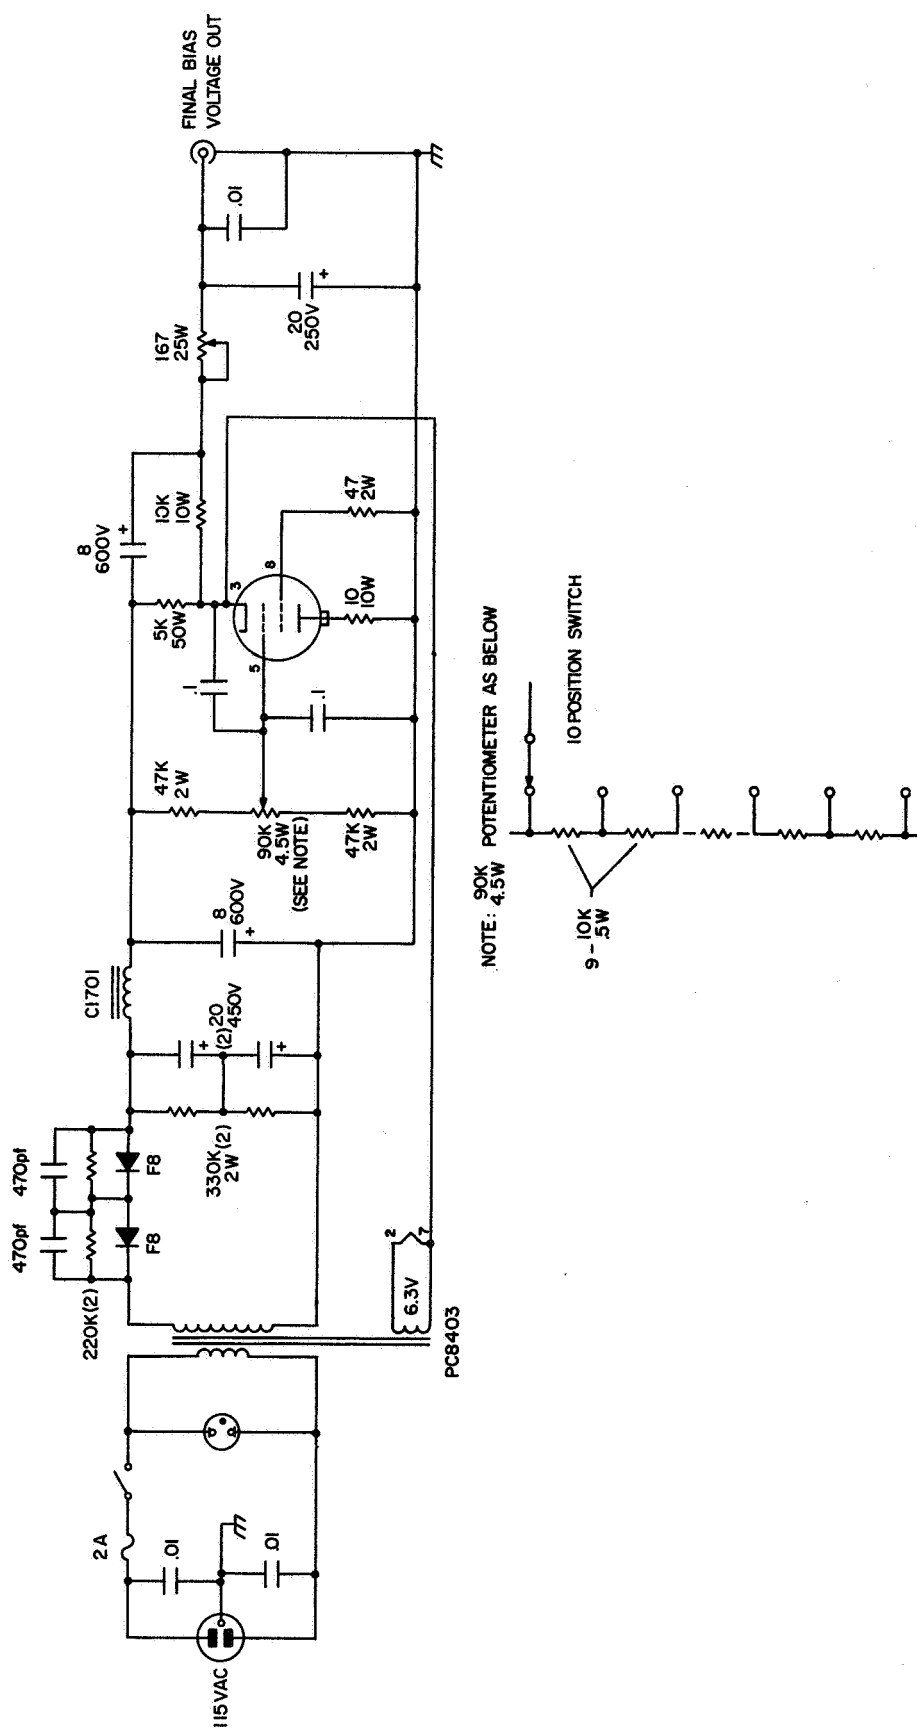 115VAC
.01
.01
2A
PC8403
6.3V
2
7
220K(2)
470pf
470pf
F8
F8
330K(2)
2W
(2)20
450V
C1701
8
600V
47K
2W
90K
4.5W
(SEE NOTE)
47K
2W
.1
.1
5K
50W
5
3
8
10
10W
47
2W
8
600V
+
10K
10W
167
25W
20
250V
+
.01
FINAL BIAS
VOLTAGE OUT
+
+
+
NOTE: 90K POTENTIOMETER AS BELOW
4.5W
9-10K
.5W
10 POSITION SWITCH